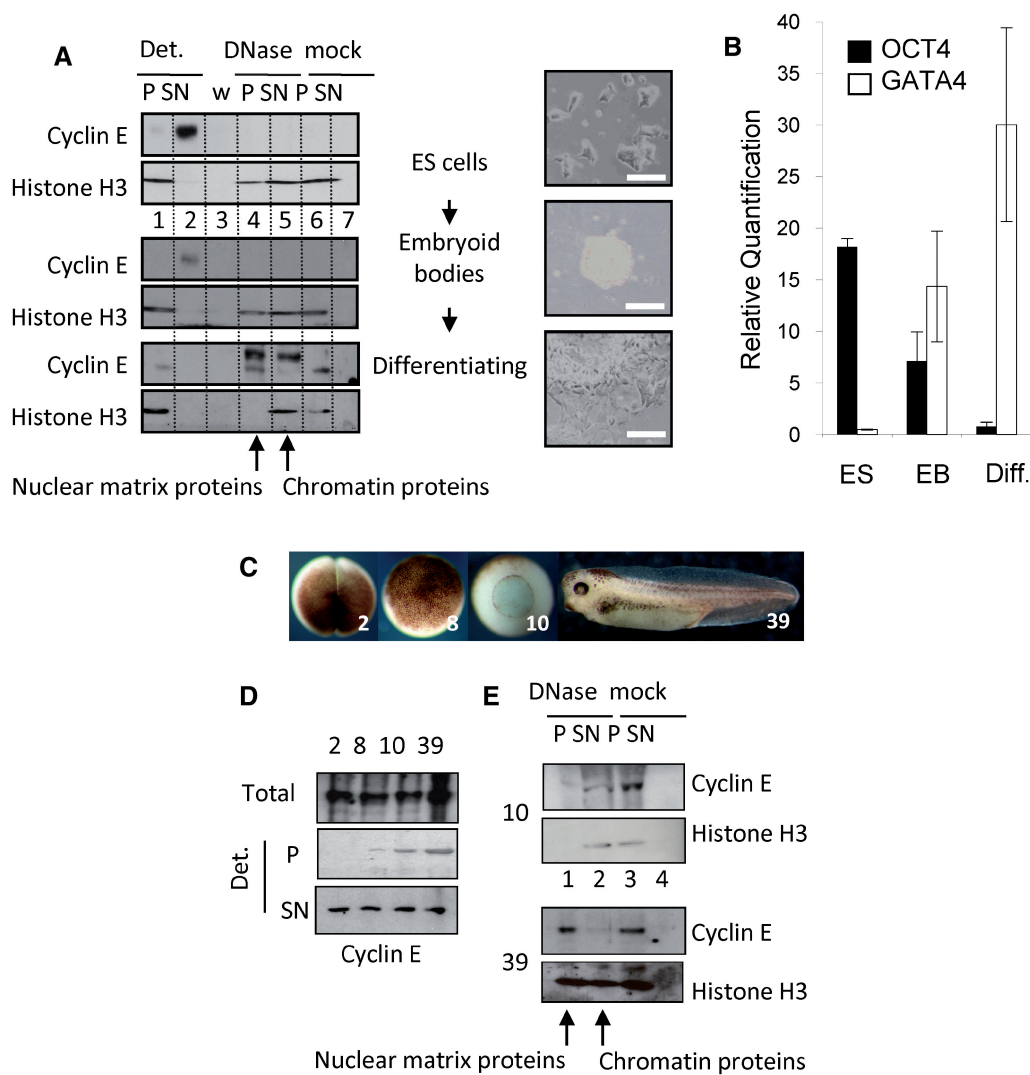 A
Det. DNase mock
P SN w P SN P SN
Cyclin E
Histone H3
1 2 3 4 5 6 7
Cyclin E
Histone H3
Cyclin E
Histone H3
Nuclear matrix proteins Chromatin proteins
ES cells
Embryoid
bodies
Differentiating
B
OCT4
GATA4
Relative Quantification
40
35
30
25
20
15
10
5
0
ES EB Diff.
C
2 8 10 39
D
2 8 10 39
Total
Det.
P
SN
Cyclin E
E
DNase mock
P SN P SN
10
Cyclin E
Histone H3
1 2 3 4
39
Cyclin E
Histone H3
Nuclear matrix proteins Chromatin proteins